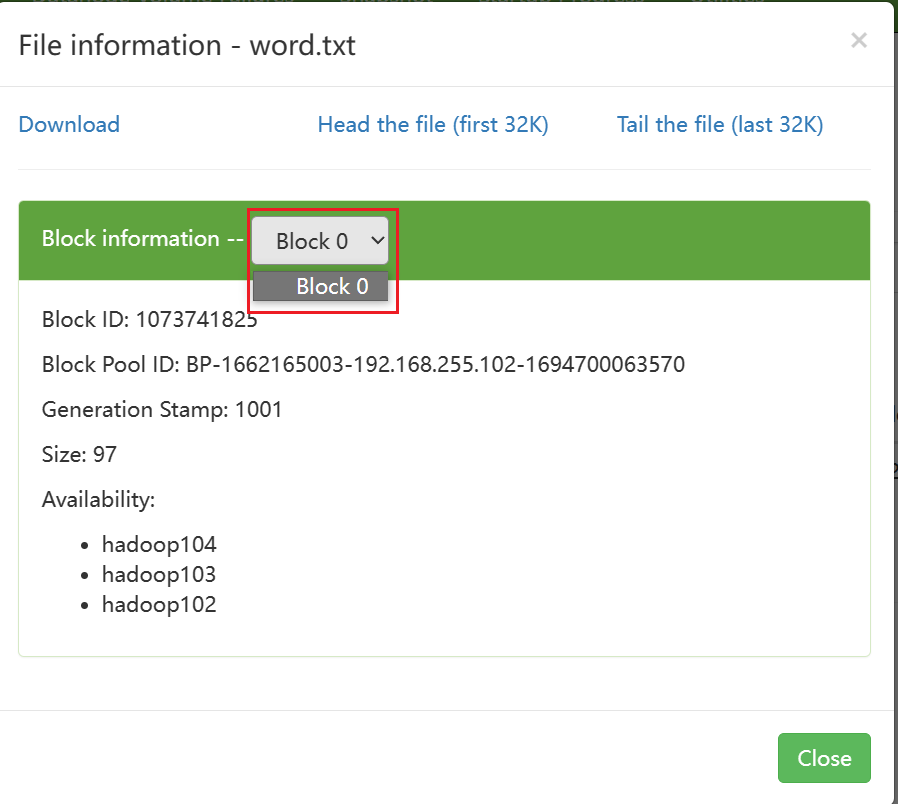 File information - word.txt
×
Download Head the file (first 32K) Tail the file (last 32K)
Block information -- Block 0
Block 0
Block ID: 1073741825
Block Pool ID: BP-1662165003-192.168.255.102-1694700063570
Generation Stamp: 1001
Size: 97
Availability:
hadoop104
hadoop103
hadoop102
Close